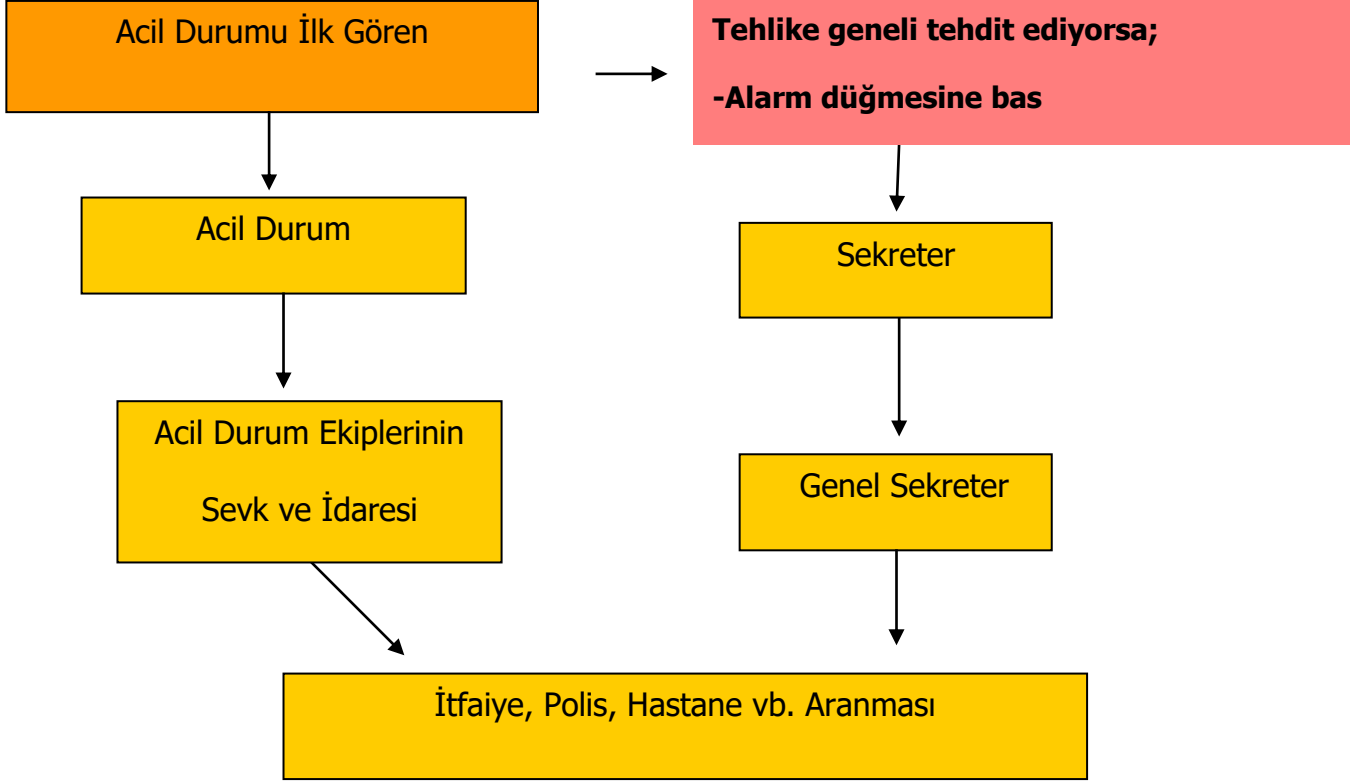 Acil Durumu İlk Gören
Tehlike geneli tehdit ediyorsa;
-Alarm düğmesine bas
Acil Durum
Sekreter
Acil Durum Ekiplerinin
Sevk ve İdaresi
Genel Sekreter
İtfaiye, Polis, Hastane vb. Aranması